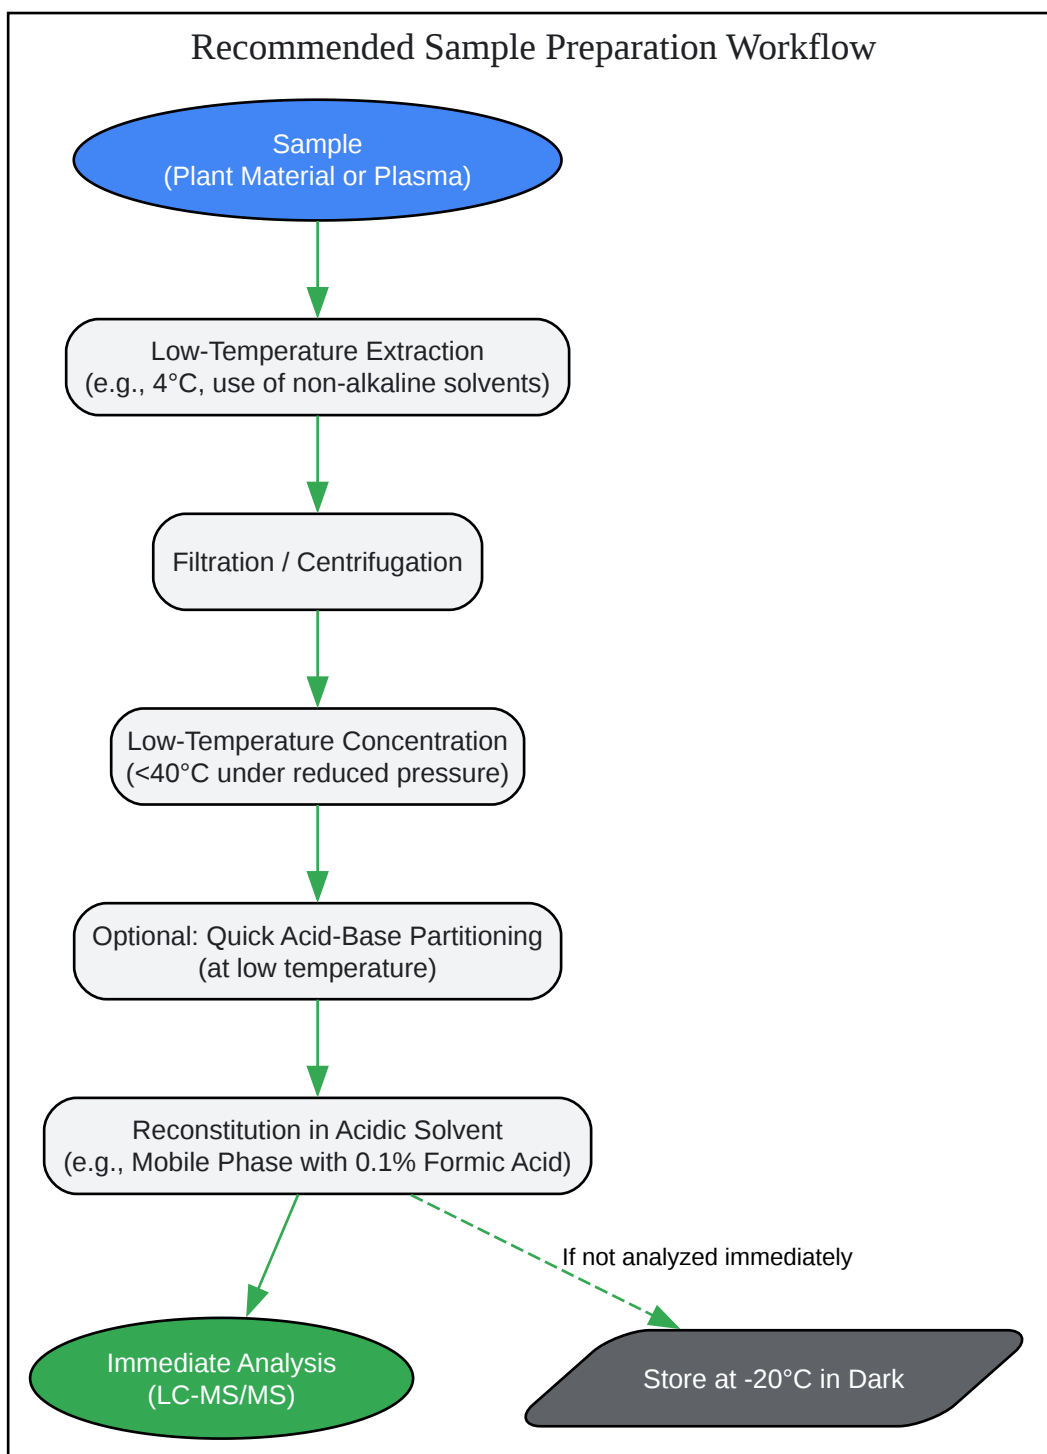 Recommended Sample Preparation Workflow
Sample
(Plant Material or Plasma)
Low-Temperature Extraction
(e.g., 4°C, use of non-alkaline solvents)
Filtration / Centrifugation
Low-Temperature Concentration
(<40°C under reduced pressure)
Optional: Quick Acid-Base Partitioning
(at low temperature)
Reconstitution in Acidic Solvent
(e.g., Mobile Phase with 0.1% Formic Acid)
If not analyzed immediately
Immediate Analysis
(LC-MS/MS)
Store at -20°C in Dark